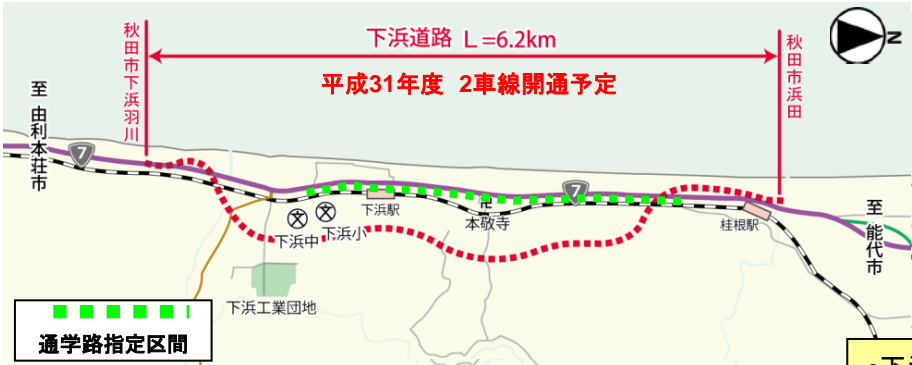 下浜道路 L=6.2km
平成31年度 2車線開通予定
秋田市下浜羽川
秋田市浜田
N
至 由利本荘市
7
7
下浜駅
本敬寺
下浜中
下浜小
桂根駅
至 能代市
下浜工業団地
通学路指定区間